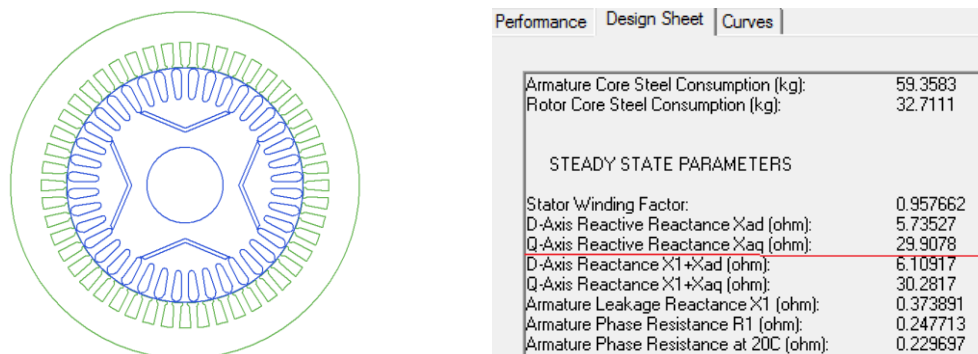 Performance Design Sheet Curves
Armature Core Steel Consumption (kg): 59.3583
Rotor Core Steel Consumption (kg): 32.7111
STEADY STATE PARAMETERS
Stator Winding Factor: 0.957662
D-Axis Reactive Reactance Xad (ohm): 5.73527
Q-Axis Reactive Reactance Xaq (ohm): 29.9078
D-Axis Reactance X1+Xad (ohm): 6.10917
Q-Axis Reactance X1+Xaq (ohm): 30.2817
Armature Leakage Reactance X1 (ohm): 0.373891
Armature Phase Resistance R1 (ohm): 0.247713
Armature Phase Resistance at 20C (ohm): 0.229697